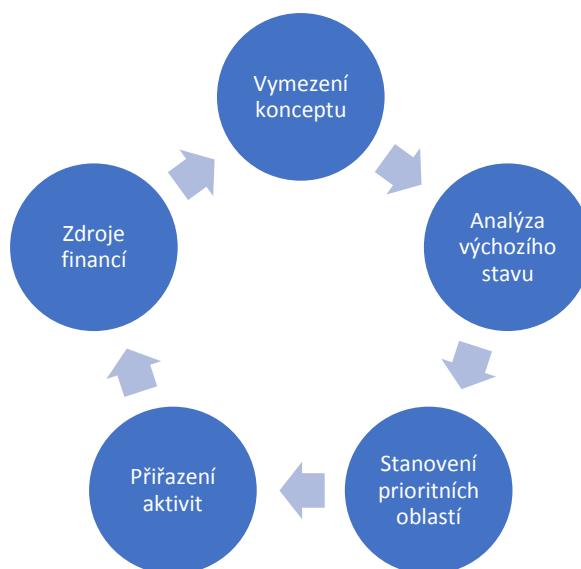 Vymezení
konceptu
Analýza
výchozího
stavu
Stanovení
prioritních
oblastí
Přiřazení
aktivit
Zdroje
financí